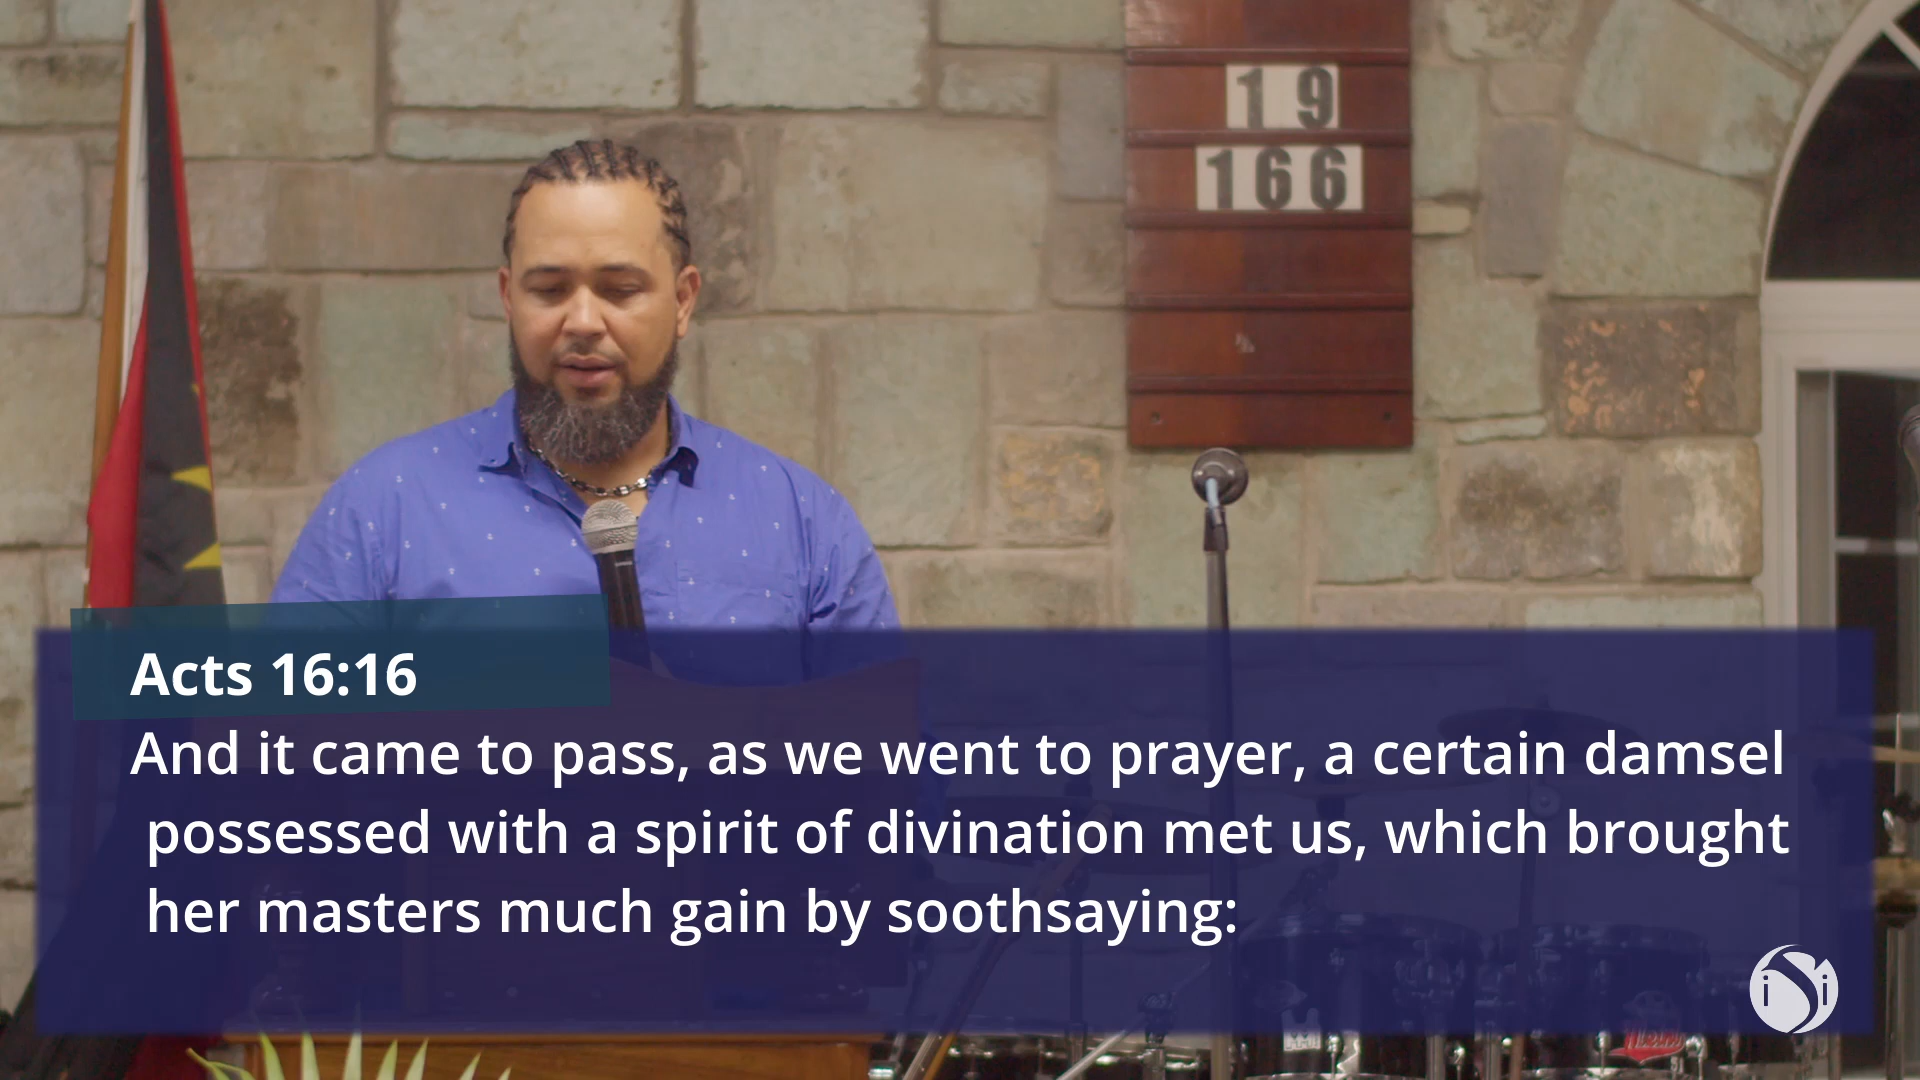 19
166
Acts 16:16
And it came to pass, as we went to prayer, a certain damsel
possessed with a spirit of divination met us, which brought
her masters much gain by soothsaying:
iSi